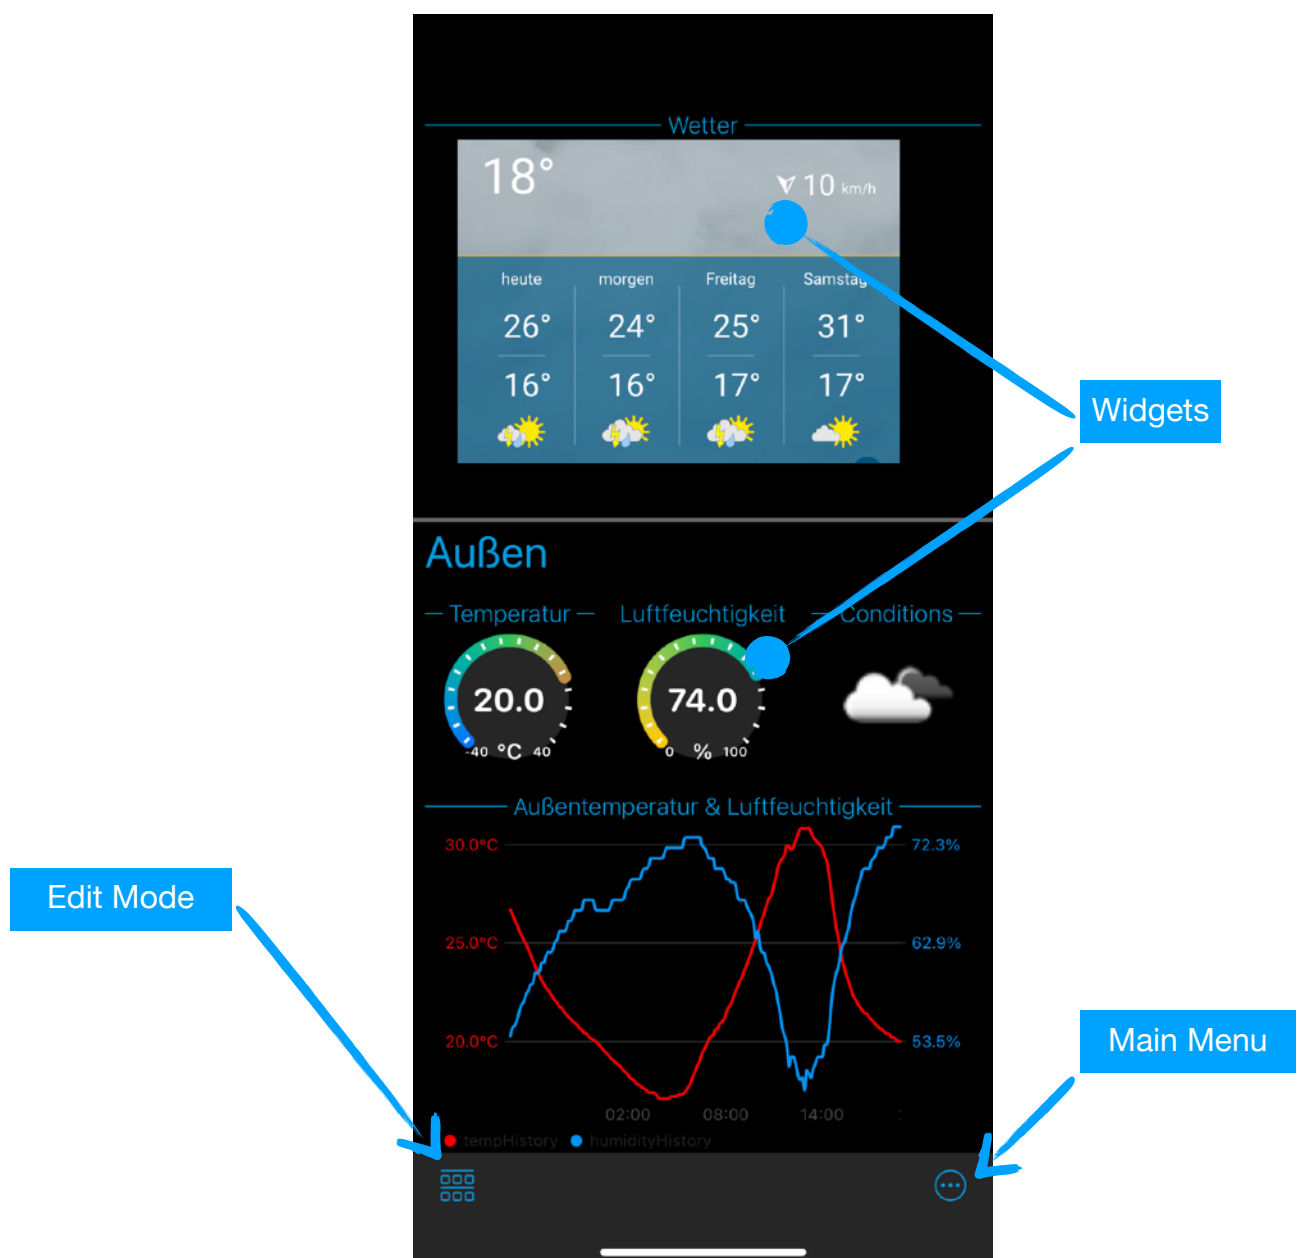 Wetter
18°
10 km/h
heute morgen Freitag Samstag
26° 24° 25° 31°
16° 16° 17° 17°
Widgets
Außen
Temperatur Luftfeuchtigkeit Conditions
20.0 74.0
-40 °C 40 0 % 100
Außentemperatur & Luftfeuchtigkeit
30.0°C 72.3%
Edit Mode
25.0°C 62.9%
20.0°C 53.5%
Main Menu
02:00 08:00 14:00
tempHistory humidityHistory